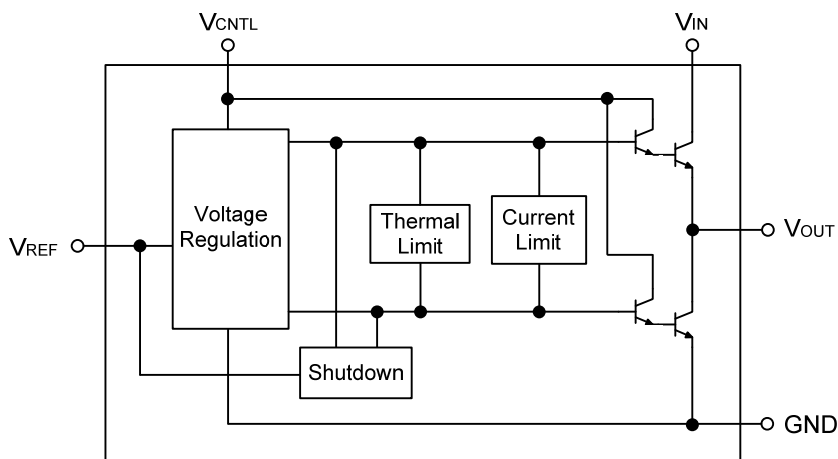 VCNTL
VIN
Voltage
Regulation
Thermal
Limit
Current
Limit
VREF
VOUT
Shutdown
GND